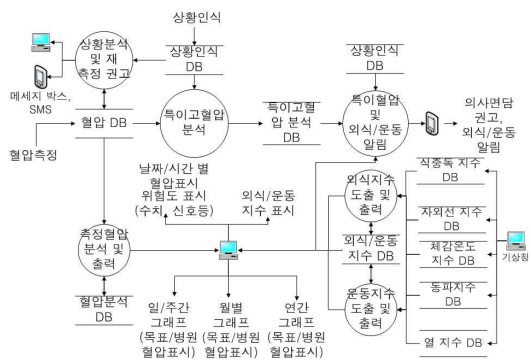 상황인식
상황분석
및 재
측정 권고
상황인식
DB
상황인식
DB
메세지 박스,
SMS
혈압 DB
특이고혈압
분석
특이고혈
압 분석
DB
특이혈압
및
외식/운동
알림
의사면담
권고,
외식/운동
알림
혈압측정
날짜/시간 별
혈압표시
위험도 표시
(수치, 신호등)
외식/운동
지수 표시
외식지수
도출 및
출력
식중독 지수
DB
자외선 지수
DB
측정혈압
분석 및
출력
외식/운동
지수 DB
체감온도
지수 DB
기상청
운동지수
도출 및
출력
동파지수
DB
혈압분석
DB
일/주간
그래프
(목표/병원
혈압표시)
월별
그래프
(목표/병원
혈압표시)
연간
그래프
(목표/병원
혈압표시)
열 지수 DB